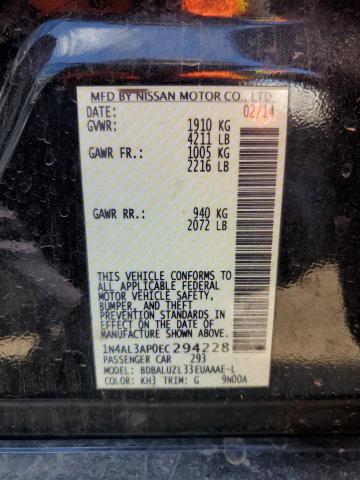 MFD BY NISSAN MOTOR CO., LTD.
DATE: 02/14
GVWR: 1910 KG
4211 LB
GAWR FR.: 1005 KG
2216 LB
GAWR RR.: 940 KG
2072 LB
THIS VEHICLE CONFORMS TO
ALL APPLICABLE FEDERAL
MOTOR VEHICLE SAFETY,
BUMPER, AND THEFT
PREVENTION STANDARDS IN
EFFECT ON THE DATE OF
MANUFACTURE SHOWN ABOVE.
1N4AL3AP0EC294228
PASSENGER CAR 293
MODEL: BDBALUZL33EUAAAE-L
COLOR: KH3 TRIM: G 9N00A